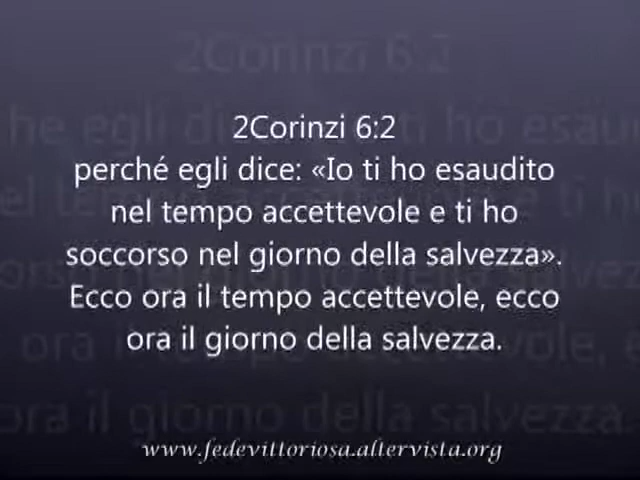 2Corinzi 6:2
perché egli dice: «Io ti ho esaudito
nel tempo accettevole e ti ho
soccorso nel giorno della salvezza».
Ecco ora il tempo accettevole, ecco
ora il giorno della salvezza.
www.fedevittoriosa.altervista.org